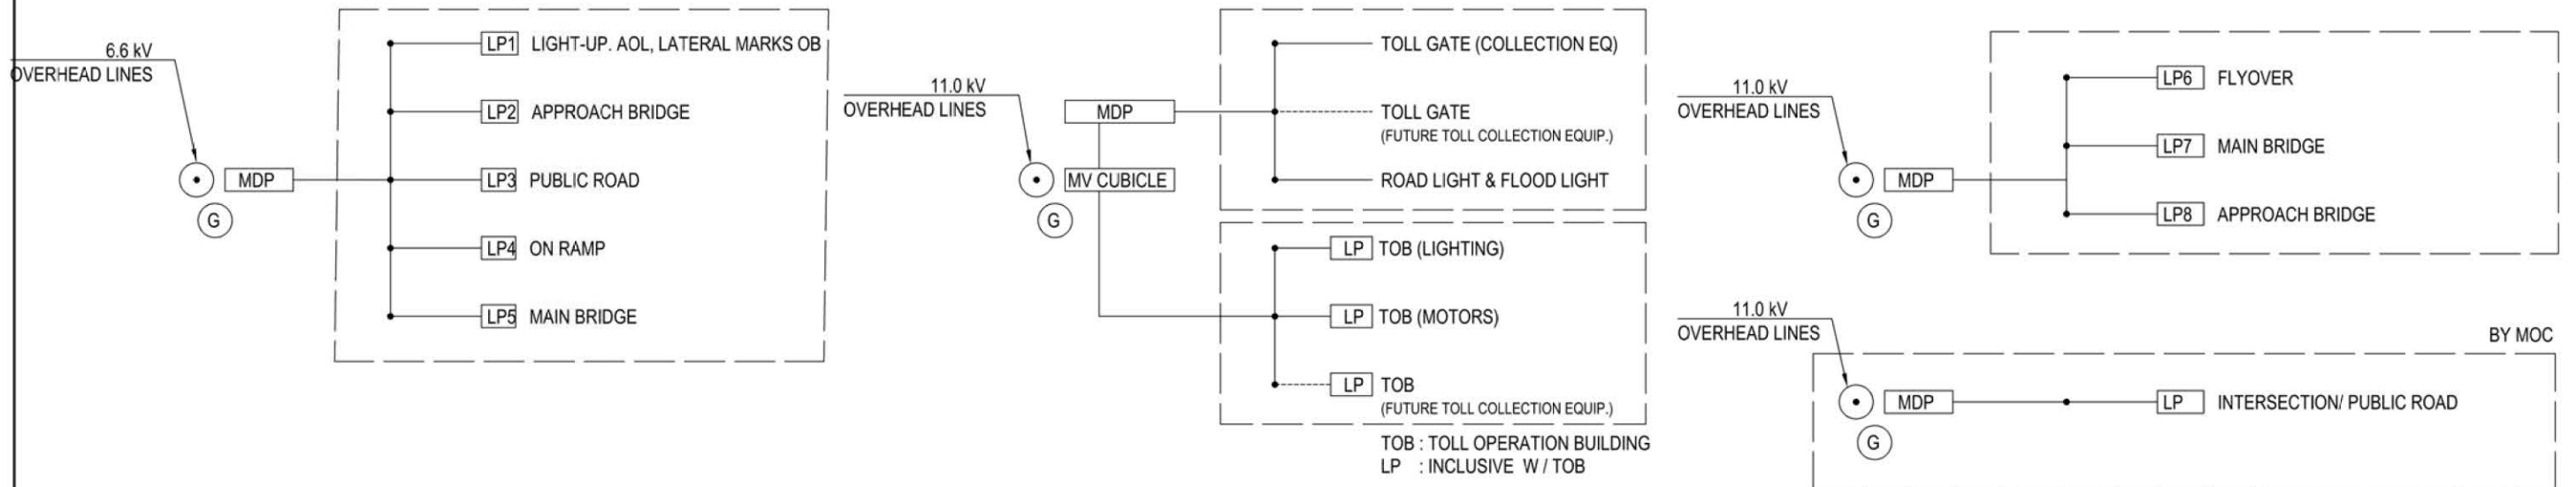 6.6 kV
OVERHEAD LINES
MDP
G
LP1 LIGHT-UP. AOL, LATERAL MARKS OB
LP2 APPROACH BRIDGE
LP3 PUBLIC ROAD
LP4 ON RAMP
LP5 MAIN BRIDGE
11.0 kV
OVERHEAD LINES
MDP
MV CUBICLE
G
TOLL GATE (COLLECTION EQ)
TOLL GATE
(FUTURE TOLL COLLECTION EQUIP.)
ROAD LIGHT & FLOOD LIGHT
LP TOB (LIGHTING)
LP TOB (MOTORS)
LP TOB
(FUTURE TOLL COLLECTION EQUIP.)
TOB : TOLL OPERATION BUILDING
LP : INCLUSIVE W / TOB
11.0 kV
OVERHEAD LINES
MDP
G
LP6 FLYOVER
LP7 MAIN BRIDGE
LP8 APPROACH BRIDGE
11.0 kV
OVERHEAD LINES
BY MOC
MDP
G
LP INTERSECTION/ PUBLIC ROAD